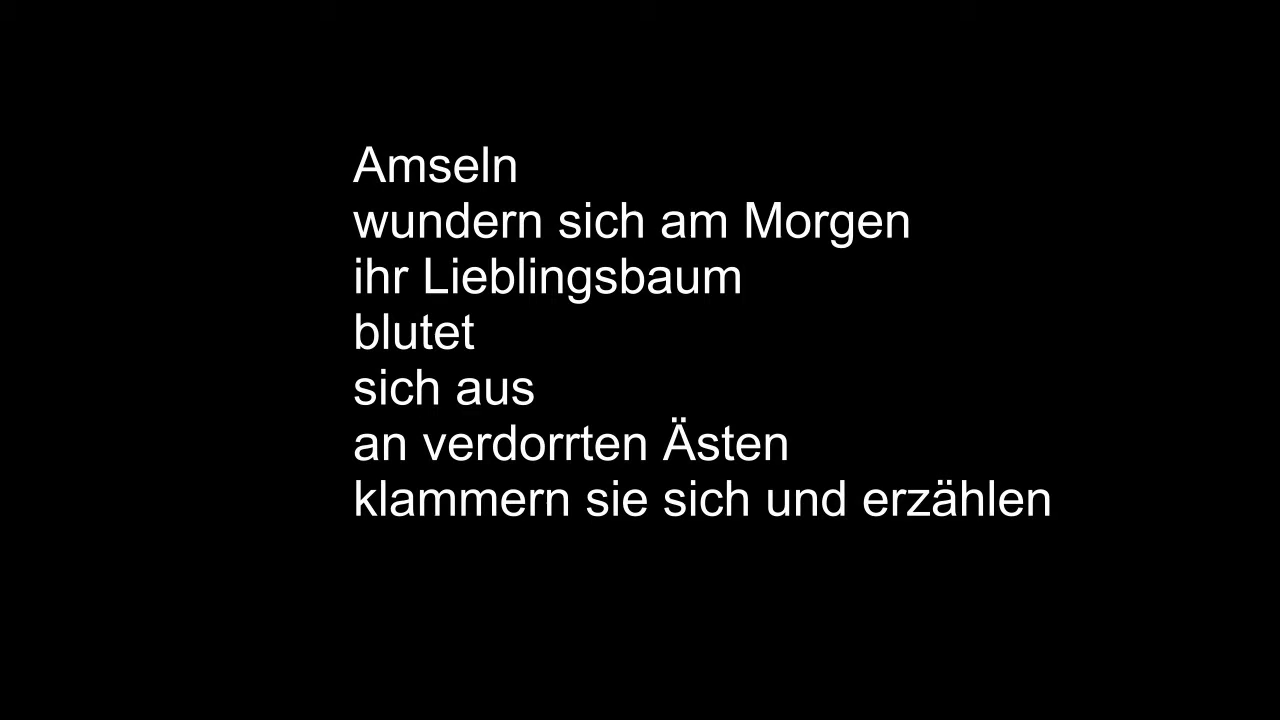 Amseln
wundern sich am Morgen
ihr Lieblingsbaum
blutet
sich aus
an verdorrten Ästen
klammern sie sich und erzählen